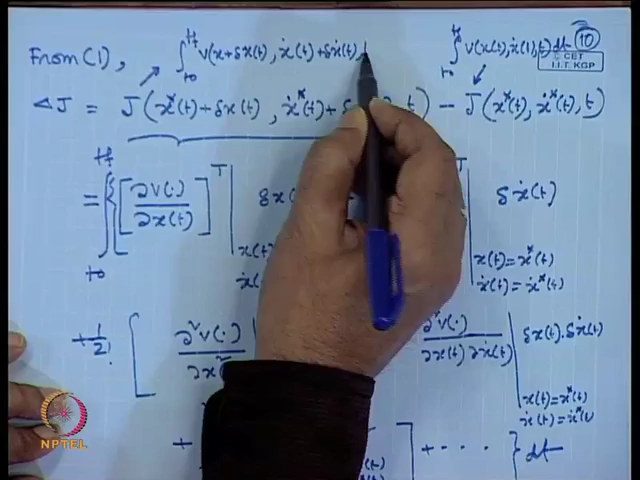 From (1), ∫_{t0}^{tf} V(x+δx(t), ẋ(t)+δẋ(t), ∫_{t0}^{tf} V(x(t), ẋ(t), t)dt (10)
© CET
I.I.T. KGP
ΔJ = J(x*(t)+δx(t), ẋ*(t)+ t) − J(x*(t), ẋ*(t), t)
= ∫_{t0}^{tf} { [∂V(.)/∂x(t)]^T | δx( T | δẋ(t)
x(t) x(t)=x*(t)
ẋ( ẋ(t)=ẋ*(t)
+ 1/2! [ ∂²V(.)/∂x² ∂²V(.)/∂x(t)∂ẋ(t) | δx(t).δẋ(t)
x(t)=x*(t)
ẋ(t)=ẋ*(t)
+ ] + .... } dt
NPTEL